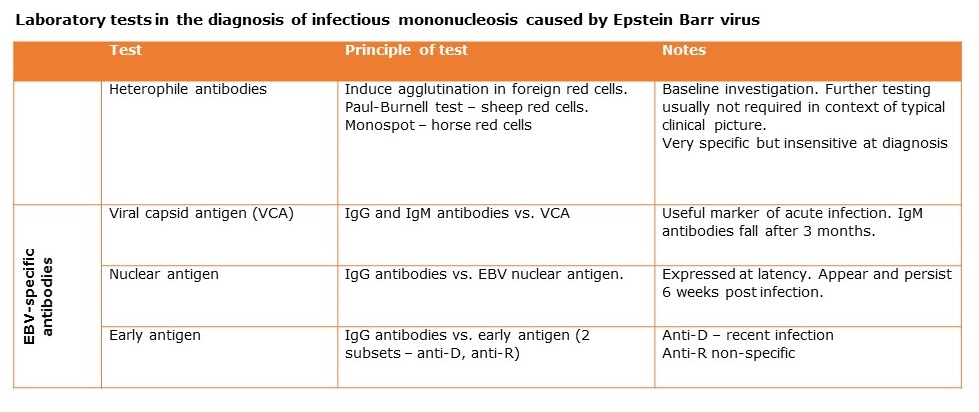 Laboratory tests in the diagnosis of infectious mononucleosis caused by Epstein Barr virus
Test
Principle of test
Notes
Heterophile antibodies
Induce agglutination in foreign red cells.
Paul-Burnell test – sheep red cells.
Monospot – horse red cells
Baseline investigation. Further testing
usually not required in context of typical
clinical picture.
Very specific but insensitive at diagnosis
EBV-specific
antibodies
Viral capsid antigen (VCA)
IgG and IgM antibodies vs. VCA
Useful marker of acute infection. IgM
antibodies fall after 3 months.
Nuclear antigen
IgG antibodies vs. EBV nuclear antigen.
Expressed at latency. Appear and persist
6 weeks post infection.
Early antigen
IgG antibodies vs. early antigen (2
subsets – anti-D, anti-R)
Anti-D – recent infection
Anti-R non-specific